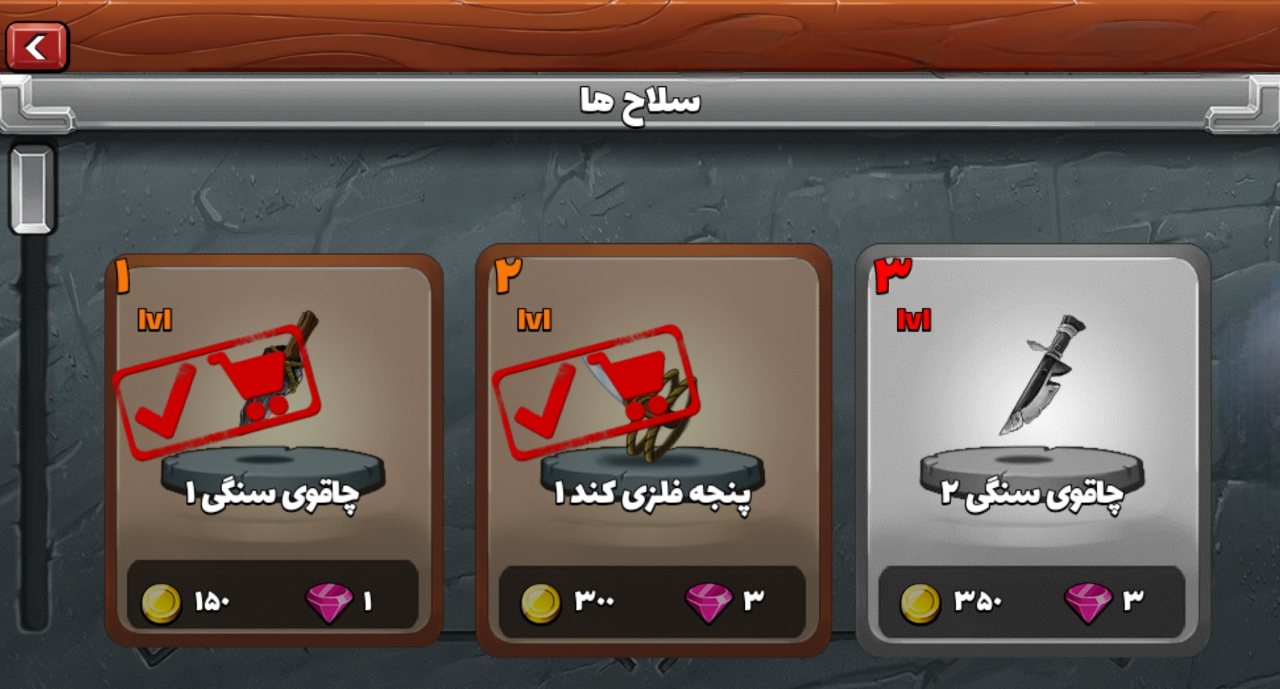 سلاح ها
۱
lvl
چاقوی سنگی ۱
۱۵۰
۱
۲
lvl
پنجه فلزی کند ۱
۳۰۰
۳
۳
lvl
چاقوی سنگی ۲
۳۵۰
۳